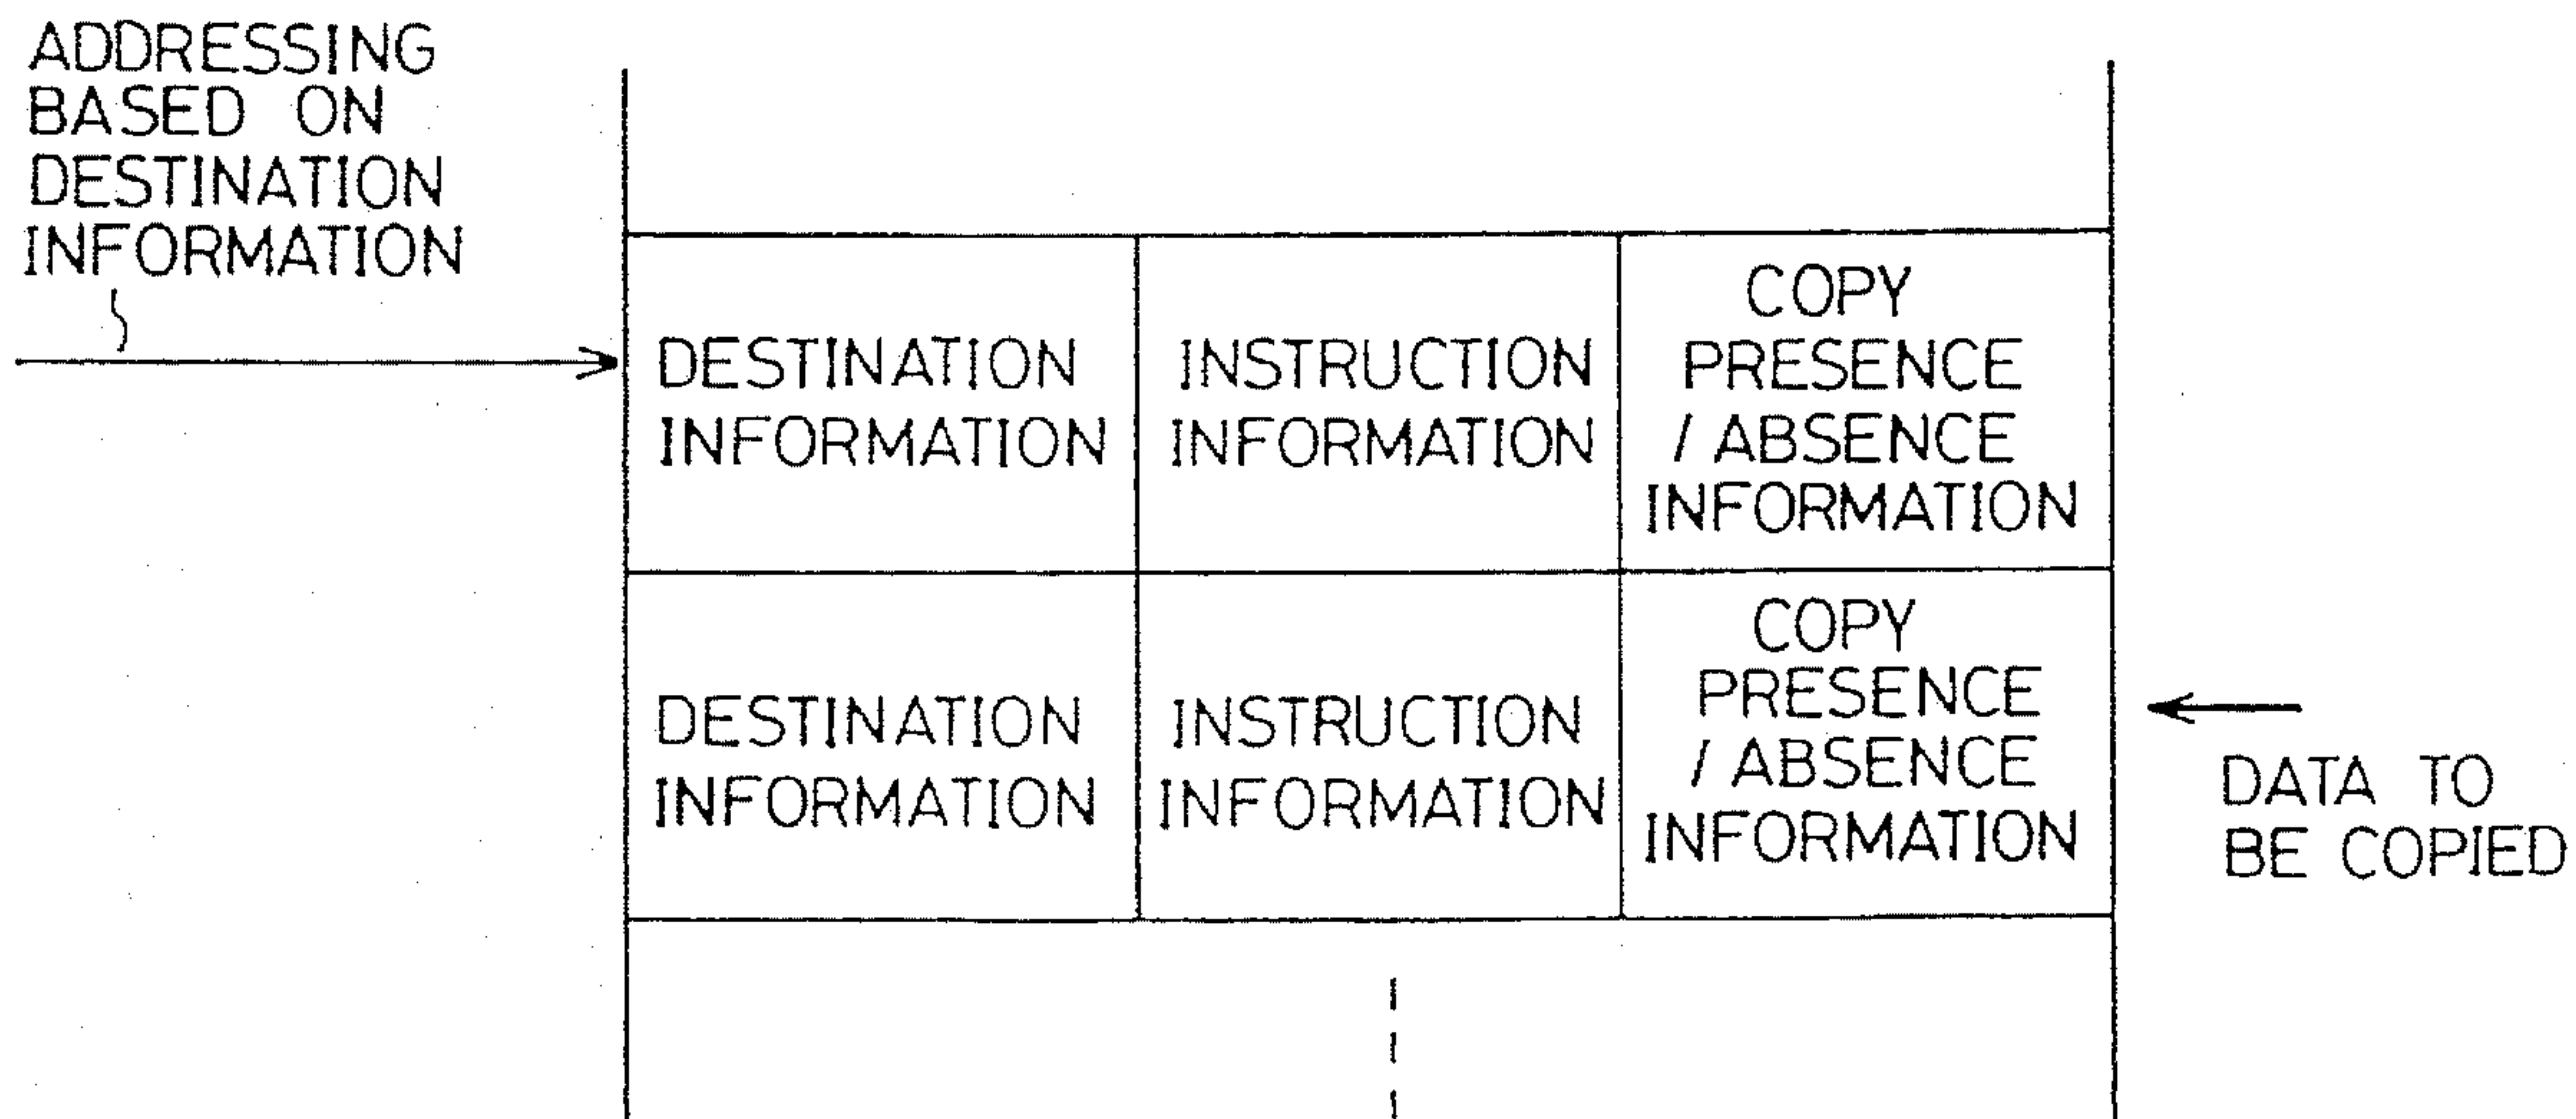 ADDRESSING
BASED ON
DESTINATION
INFORMATION
DESTINATION
INFORMATION
INSTRUCTION
INFORMATION
COPY
PRESENCE
/ ABSENCE
INFORMATION
DESTINATION
INFORMATION
INSTRUCTION
INFORMATION
COPY
PRESENCE
/ ABSENCE
INFORMATION
DATA TO
BE COPIED